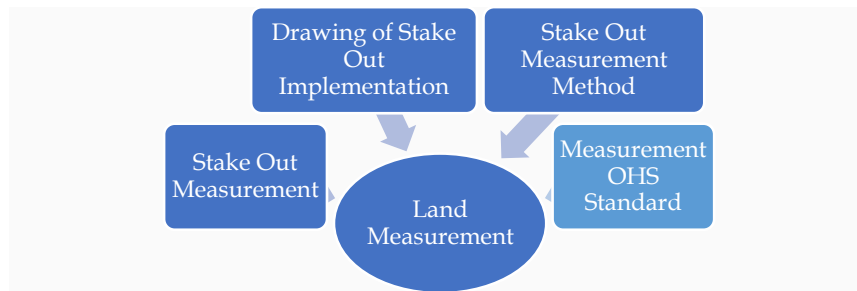 Drawing of Stake
Out
Implementation
Stake Out
Measurement
Method
Stake Out
Measurement
Measurement
OHS
Standard
Land
Measurement